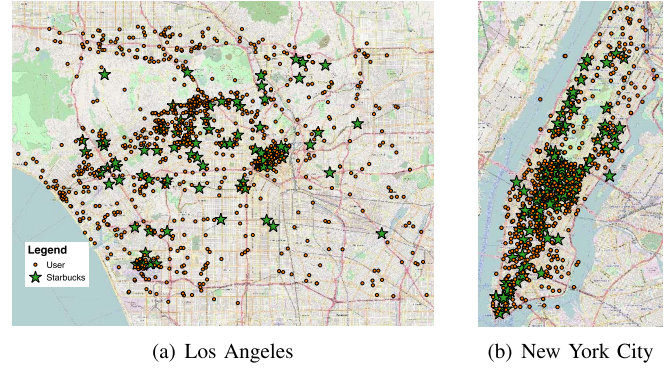 Legend
User
Starbucks
(a) Los Angeles
(b) New York City